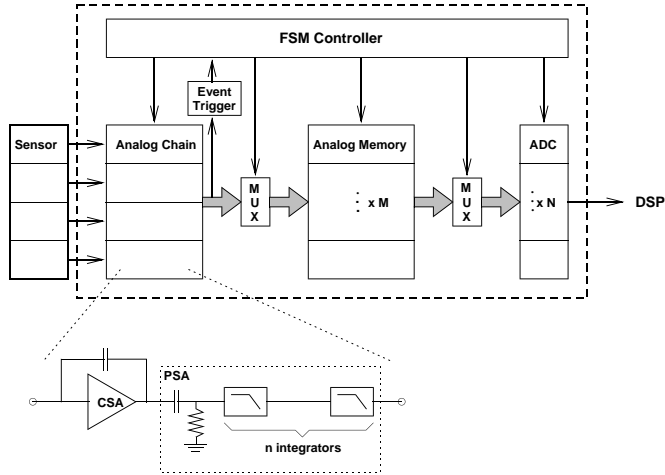 FSM Controller
Event
Trigger
Sensor
Analog Chain
Analog Memory
ADC
M
U
X
x M
M
U
X
x N
DSP
PSA
CSA
n integrators